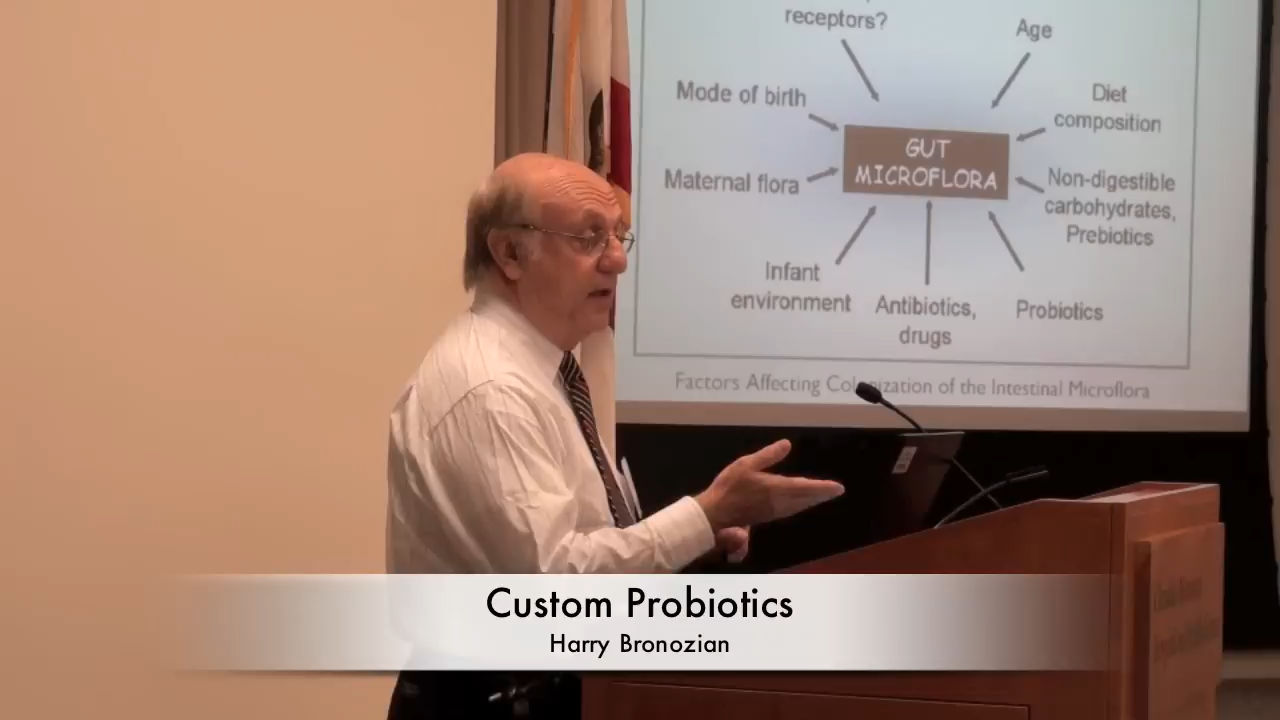 receptors?
Age
Mode of birth
Diet
composition
GUT
MICROFLORA
Maternal flora
Non-digestible
carbohydrates,
Prebiotics
Infant
environment
Antibiotics,
drugs
Probiotics
Factors Affecting Colonization of the Intestinal Microflora
Custom Probiotics
Harry Bronozian